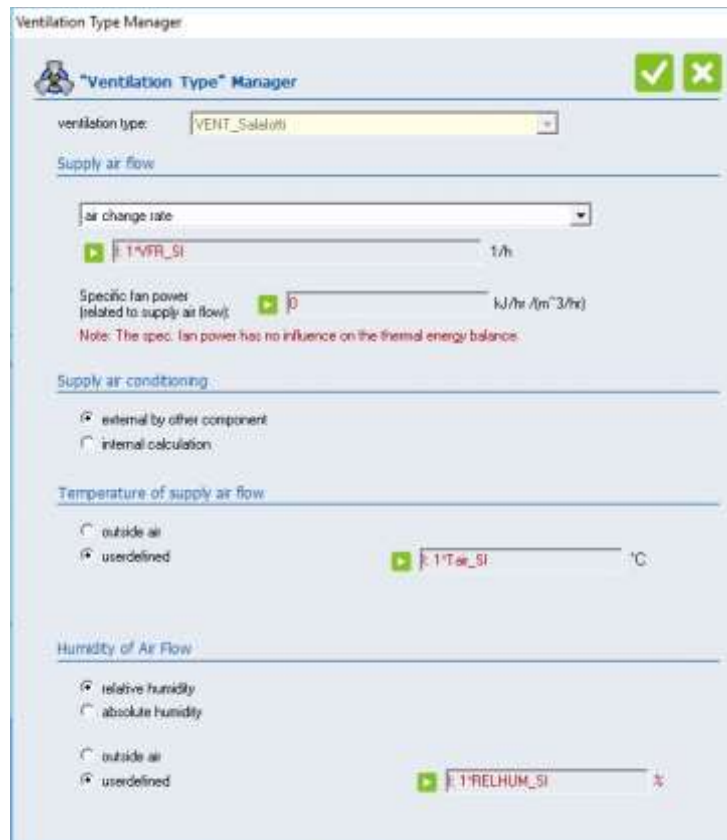 Ventilation Type Manager
"Ventilation Type" Manager
ventilation type: VENT_Salelotti
Supply air flow
air change rate
I: 1*VFR_SI 1/h
Specific fan power
(related to supply air flow): 0 kJ/hr /(m^3/hr)
Note: The spec. fan power has no influence on the thermal energy balance.
Supply air conditioning
external by other component
internal calculation
Temperature of supply air flow
outside air
userdefined I: 1*Tair_SI °C
Humidity of Air Flow
relative humidity
absolute humidity
outside air
userdefined I: 1*RELHUM_SI %